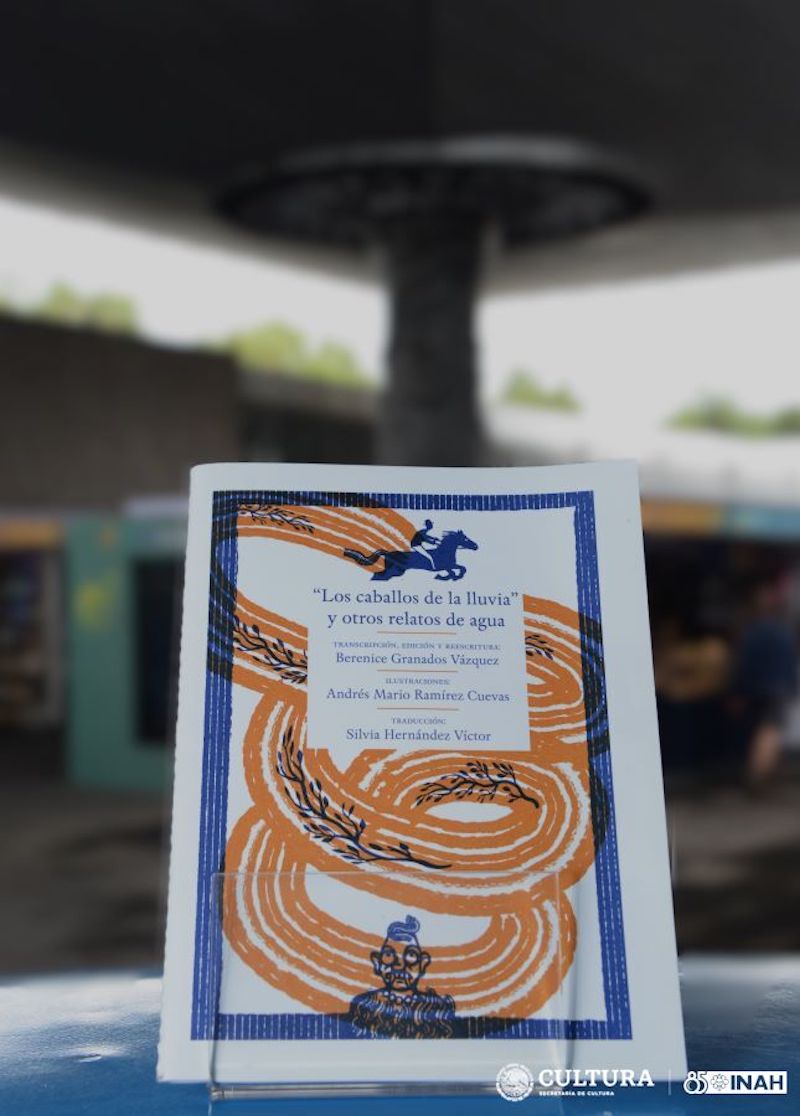 “Los caballos de la lluvia”
y otros relatos de agua
TRANSCRIPCIÓN, EDICIÓN Y REESCRITURA:
Berenice Granados Vázquez
ILUSTRACIONES:
Andrés Mario Ramírez Cuevas
TRADUCCIÓN:
Silvia Hernández Víctor
CULTURA
SECRETARÍA DE CULTURA
85 INAH